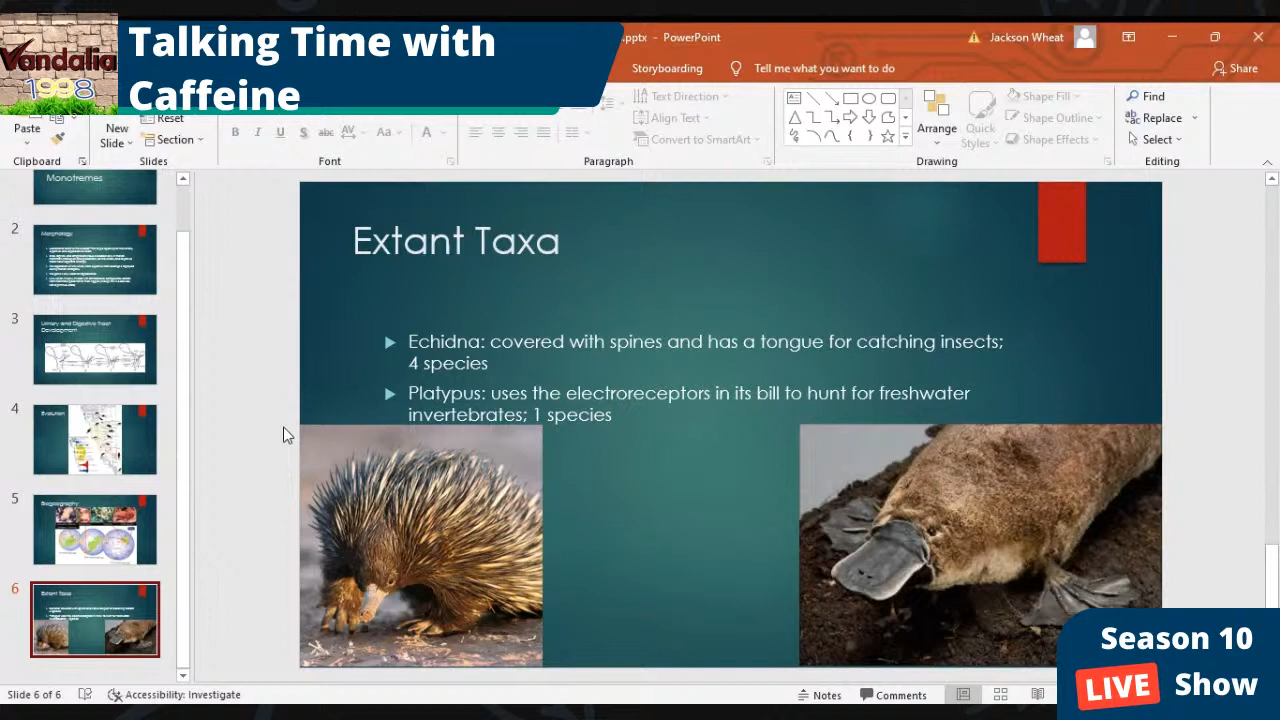 Vandalia
1998
Talking Time with
Caffeine
.pptx - PowerPoint
Jackson Wheat
Storyboarding
Tell me what you want to do
Share
Paste
New
Slide
Reset
Section
B I U S abc AV Aa A
Text Direction
Align Text
Convert to SmartArt
Arrange
Quick
Styles
Shape Fill
Shape Outline
Shape Effects
Find
Replace
Select
Clipboard
Slides
Font
Paragraph
Drawing
Editing
Monotremes
2
Morphology
3
Urinary and Digestive Tract
Development
4
Evolution
5
Biogeography
6
Extant Taxa
Extant Taxa
Echidna: covered with spines and has a tongue for catching insects;
4 species
Platypus: uses the electroreceptors in its bill to hunt for freshwater
invertebrates; 1 species
Slide 6 of 6
Accessibility: Investigate
Notes
Comments
Season 10
LIVE Show